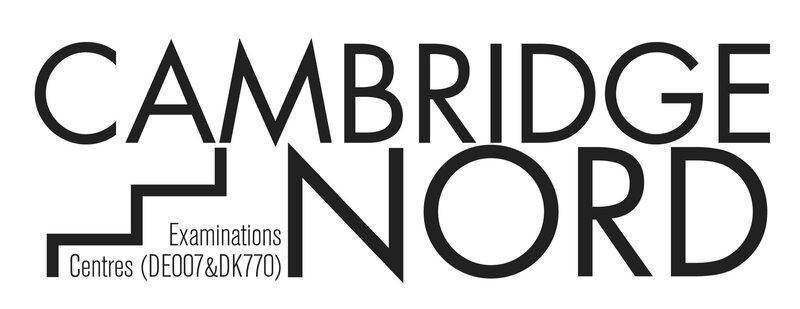 CAMBRIDGE
NORD
Examinations
Centres (DE007&DK770)